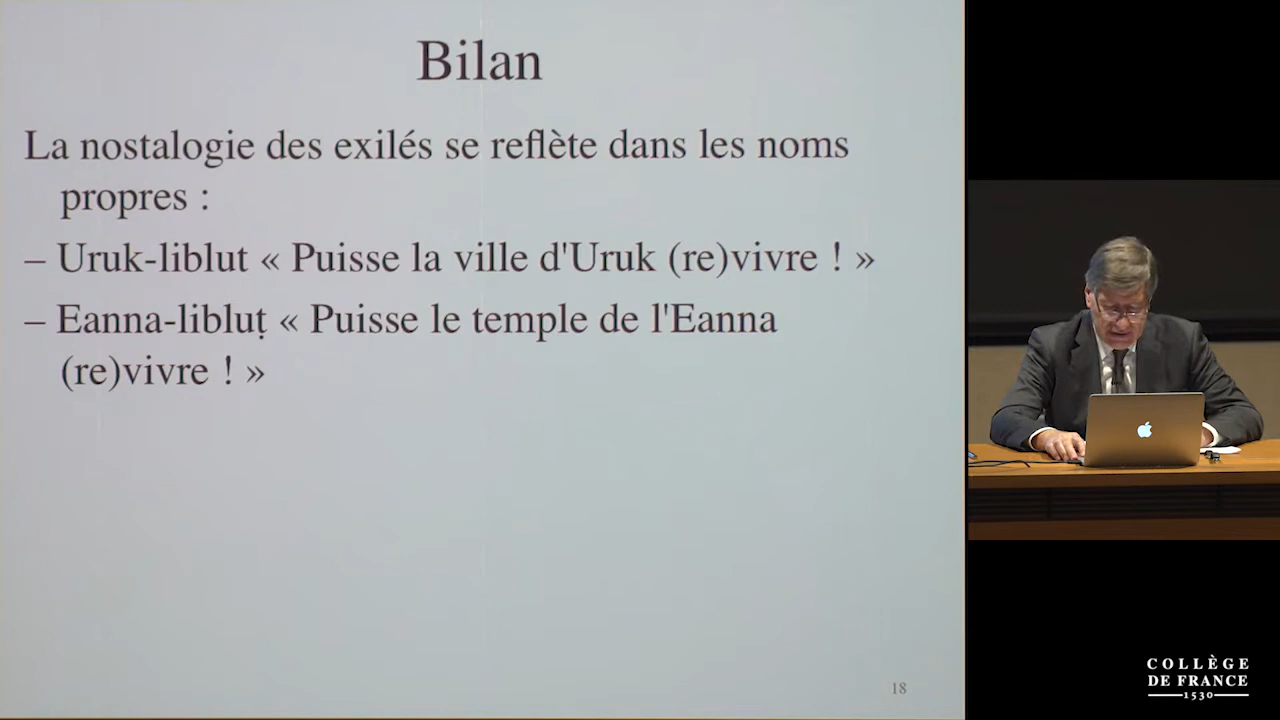 Bilan
La nostalogie des exilés se reflète dans les noms
propres :
– Uruk-liblut « Puisse la ville d'Uruk (re)vivre ! »
– Eanna-libluṭ « Puisse le temple de l'Eanna
(re)vivre ! »
18
COLLÈGE
DE FRANCE
1530